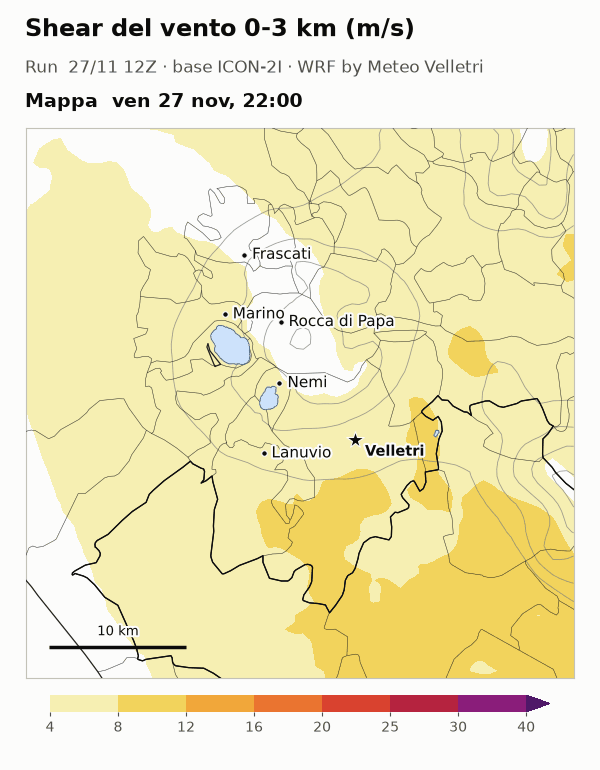 Shear del vento 0-3 km (m/s)
Run 27/11 12Z · base ICON-2I · WRF by Meteo Velletri
Mappa ven 27 nov, 22:00
Frascati
Marino
Rocca di Papa
Nemi
Velletri
Lanuvio
10 km
4 8 12 16 20 25 30 40